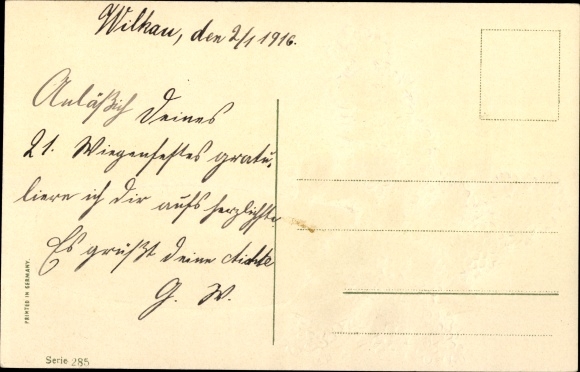 Wilkau, den 2/1 1916.
Anläßlich Deines
21. Wiegenfestes gratu-
liere ich Dir aufs herzlichste
Es grüßt Deine
G. W.
PRINTED IN GERMANY.
Serie 285